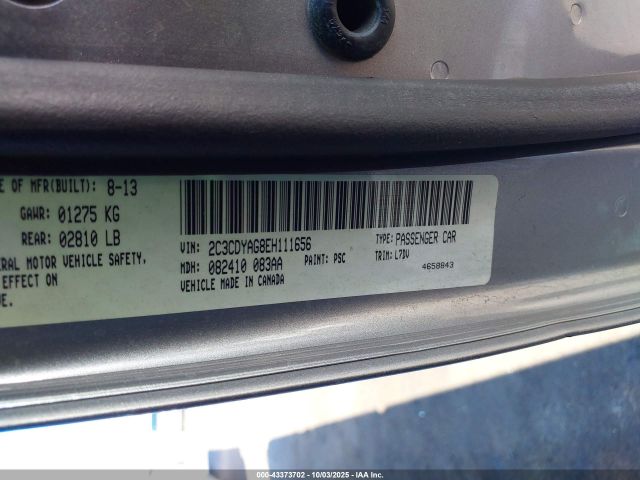 E OF MFR(BUILT): 8-13
GAWR: 01275 KG
REAR: 02810 LB
ERAL MOTOR VEHICLE SAFETY,
EFFECT ON
UE.
VIN: 2C3CDYAG8EH111656
TYPE: PASSENGER CAR
MDH: 082410 083AA
PAINT: PSC
TRIM: L7DV
VEHICLE MADE IN CANADA
4658843
000-43373702 - 10/03/2025 - IAA Inc.